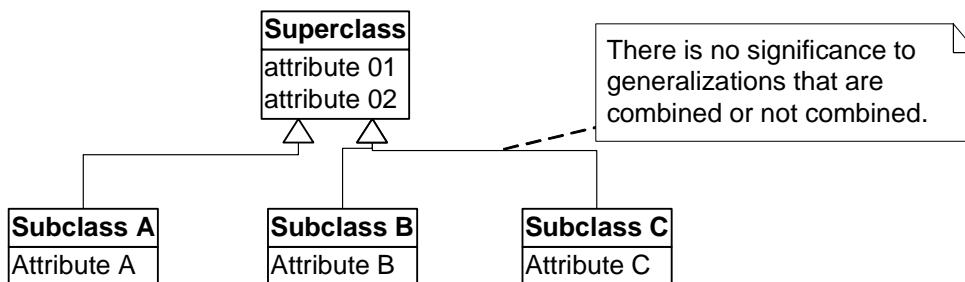 Superclass
attribute 01
attribute 02
There is no significance to
generalizations that are
combined or not combined.
Subclass A
Attribute A
Subclass B
Attribute B
Subclass C
Attribute C